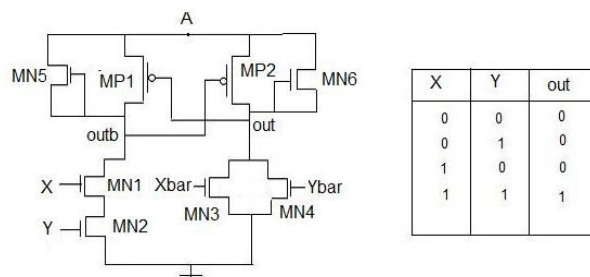 A
MN5
MP1
MP2
MN6
outb
out
X
MN1
Xbar
Ybar
MN3
MN4
Y
MN2
X Y out
0 0 0
0 1 0
1 0 0
1 1 1